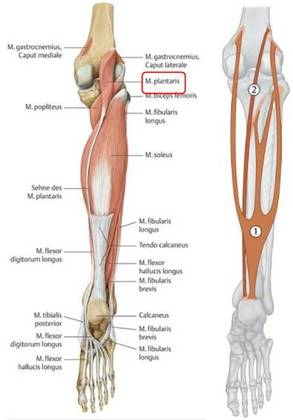 M. gastrocnemius,
Caput mediale
M. gastrocnemius,
Caput laterale
M. plantaris
M. biceps femoris
M. popliteus
M. fibularis
longus
M. soleus
Sehne des
M. plantaris
M. fibularis
longus
M. flexor
digitorum longus
Tendo calcaneus
M. flexor
hallucis longus
M. fibularis
brevis
M. tibialis
posterior
Calcaneus
M. flexor
digitorum longus
M. fibularis
brevis
M. flexor
hallucis longus
M. fibularis
longus
2
1